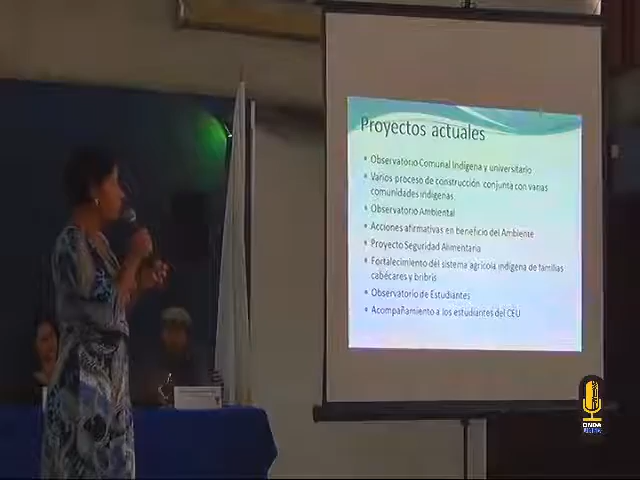 Proyectos actuales
• Observatorio Comunal Indígena y universitario
• Varios proceso de construcción conjunta con varias
comunidades indígenas
• Observatorio Ambiental
• Acciones afirmativas en beneficio del Ambiente
• Proyecto Seguridad Alimentaria
• Fortalecimiento del sistema agrícola indígena de familias
cabécares y bribris
• Observatorio de Estudiantes
• Acompañamiento a los estudiantes del CEU
ONDA